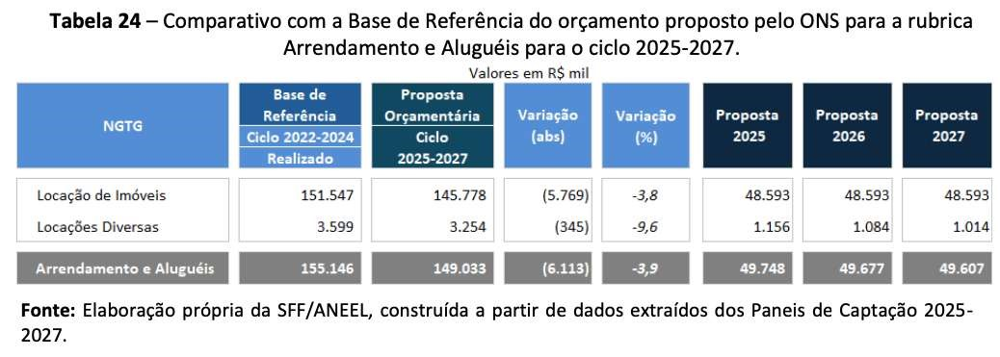 Tabela 24 – Comparativo com a Base de Referência do orçamento proposto pelo ONS para a rubrica
Arrendamento e Aluguéis para o ciclo 2025-2027.
Valores em R$ mil
NGTG
Base de
Referência
Ciclo 2022-2024
Realizado
Proposta
Orçamentária
Ciclo
2025-2027
Variação
(abs)
Variação
(%)
Proposta
2025
Proposta
2026
Proposta
2027
Locação de Imóveis 151.547 145.778 (5.769) -3,8 48.593 48.593 48.593
Locações Diversas 3.599 3.254 (345) -9,6 1.156 1.084 1.014
Arrendamento e Aluguéis 155.146 149.033 (6.113) -3,9 49.748 49.677 49.607
Fonte: Elaboração própria da SFF/ANEEL, construída a partir de dados extraídos dos Paneis de Captação 2025-
2027.